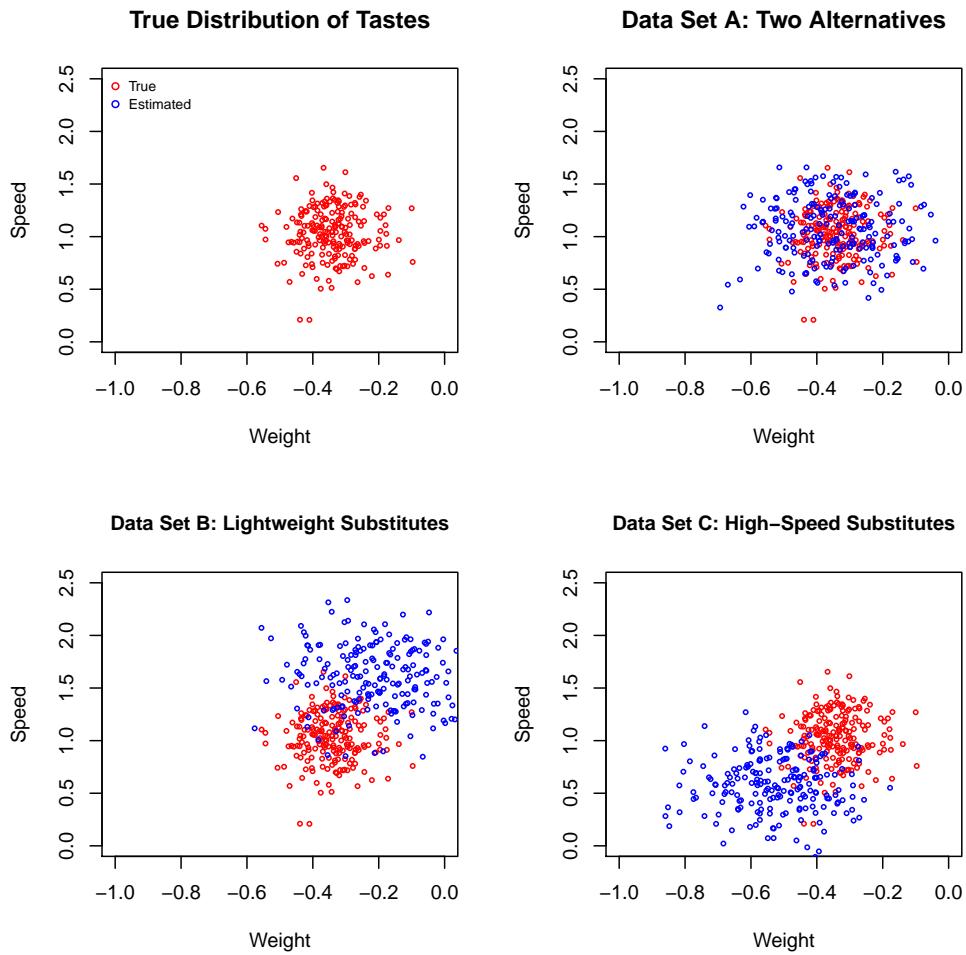 True Distribution of Tastes
True
Estimated
Speed
0.0 0.5 1.0 1.5 2.0 2.5
−1.0 −0.8 −0.6 −0.4 −0.2 0.0
Weight
Data Set A: Two Alternatives
Speed
0.0 0.5 1.0 1.5 2.0 2.5
−1.0 −0.8 −0.6 −0.4 −0.2 0.0
Weight
Data Set B: Lightweight Substitutes
Speed
0.0 0.5 1.0 1.5 2.0 2.5
−1.0 −0.8 −0.6 −0.4 −0.2 0.0
Weight
Data Set C: High−Speed Substitutes
Speed
0.0 0.5 1.0 1.5 2.0 2.5
−1.0 −0.8 −0.6 −0.4 −0.2 0.0
Weight